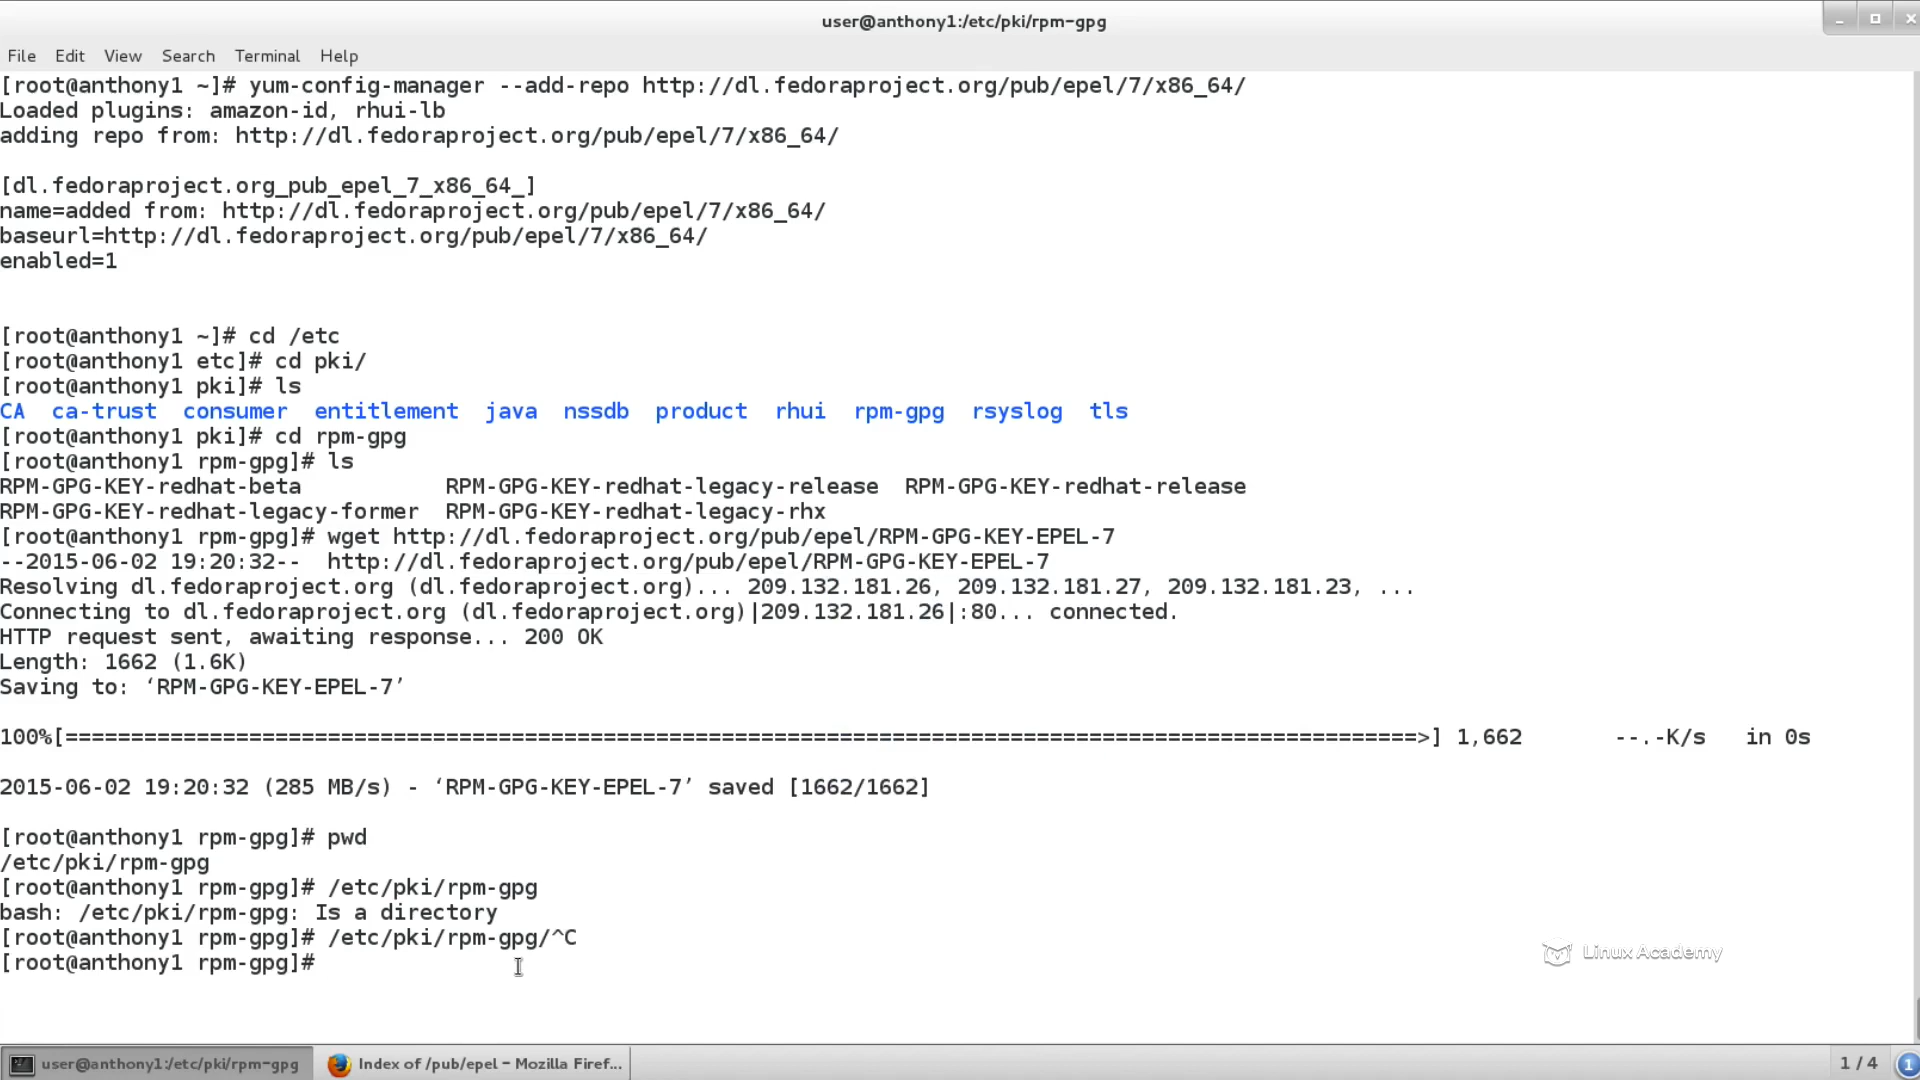 user@anthony1:/etc/pki/rpm-gpg
File Edit View Search Terminal Help
[root@anthony1 ~]# yum-config-manager --add-repo http://dl.fedoraproject.org/pub/epel/7/x86_64/
Loaded plugins: amazon-id, rhui-lb
adding repo from: http://dl.fedoraproject.org/pub/epel/7/x86_64/
[dl.fedoraproject.org_pub_epel_7_x86_64_]
name=added from: http://dl.fedoraproject.org/pub/epel/7/x86_64/
baseurl=http://dl.fedoraproject.org/pub/epel/7/x86_64/
enabled=1
[root@anthony1 ~]# cd /etc
[root@anthony1 etc]# cd pki/
[root@anthony1 pki]# ls
CA ca-trust consumer entitlement java nssdb product rhui rpm-gpg rsyslog tls
[root@anthony1 pki]# cd rpm-gpg
[root@anthony1 rpm-gpg]# ls
RPM-GPG-KEY-redhat-beta RPM-GPG-KEY-redhat-legacy-release RPM-GPG-KEY-redhat-release
RPM-GPG-KEY-redhat-legacy-former RPM-GPG-KEY-redhat-legacy-rhx
[root@anthony1 rpm-gpg]# wget http://dl.fedoraproject.org/pub/epel/RPM-GPG-KEY-EPEL-7
--2015-06-02 19:20:32-- http://dl.fedoraproject.org/pub/epel/RPM-GPG-KEY-EPEL-7
Resolving dl.fedoraproject.org (dl.fedoraproject.org)... 209.132.181.26, 209.132.181.27, 209.132.181.23, ...
Connecting to dl.fedoraproject.org (dl.fedoraproject.org)|209.132.181.26|:80... connected.
HTTP request sent, awaiting response... 200 OK
Length: 1662 (1.6K)
Saving to: ‘RPM-GPG-KEY-EPEL-7’
100%[=======================================================================================================>] 1,662 --.-K/s in 0s
2015-06-02 19:20:32 (285 MB/s) - ‘RPM-GPG-KEY-EPEL-7’ saved [1662/1662]
[root@anthony1 rpm-gpg]# pwd
/etc/pki/rpm-gpg
[root@anthony1 rpm-gpg]# /etc/pki/rpm-gpg
bash: /etc/pki/rpm-gpg: Is a directory
[root@anthony1 rpm-gpg]# /etc/pki/rpm-gpg/^C
[root@anthony1 rpm-gpg]#
Linux Academy
user@anthony1:/etc/pki/rpm-gpg Index of /pub/epel - Mozilla Firef... 1 / 4 1